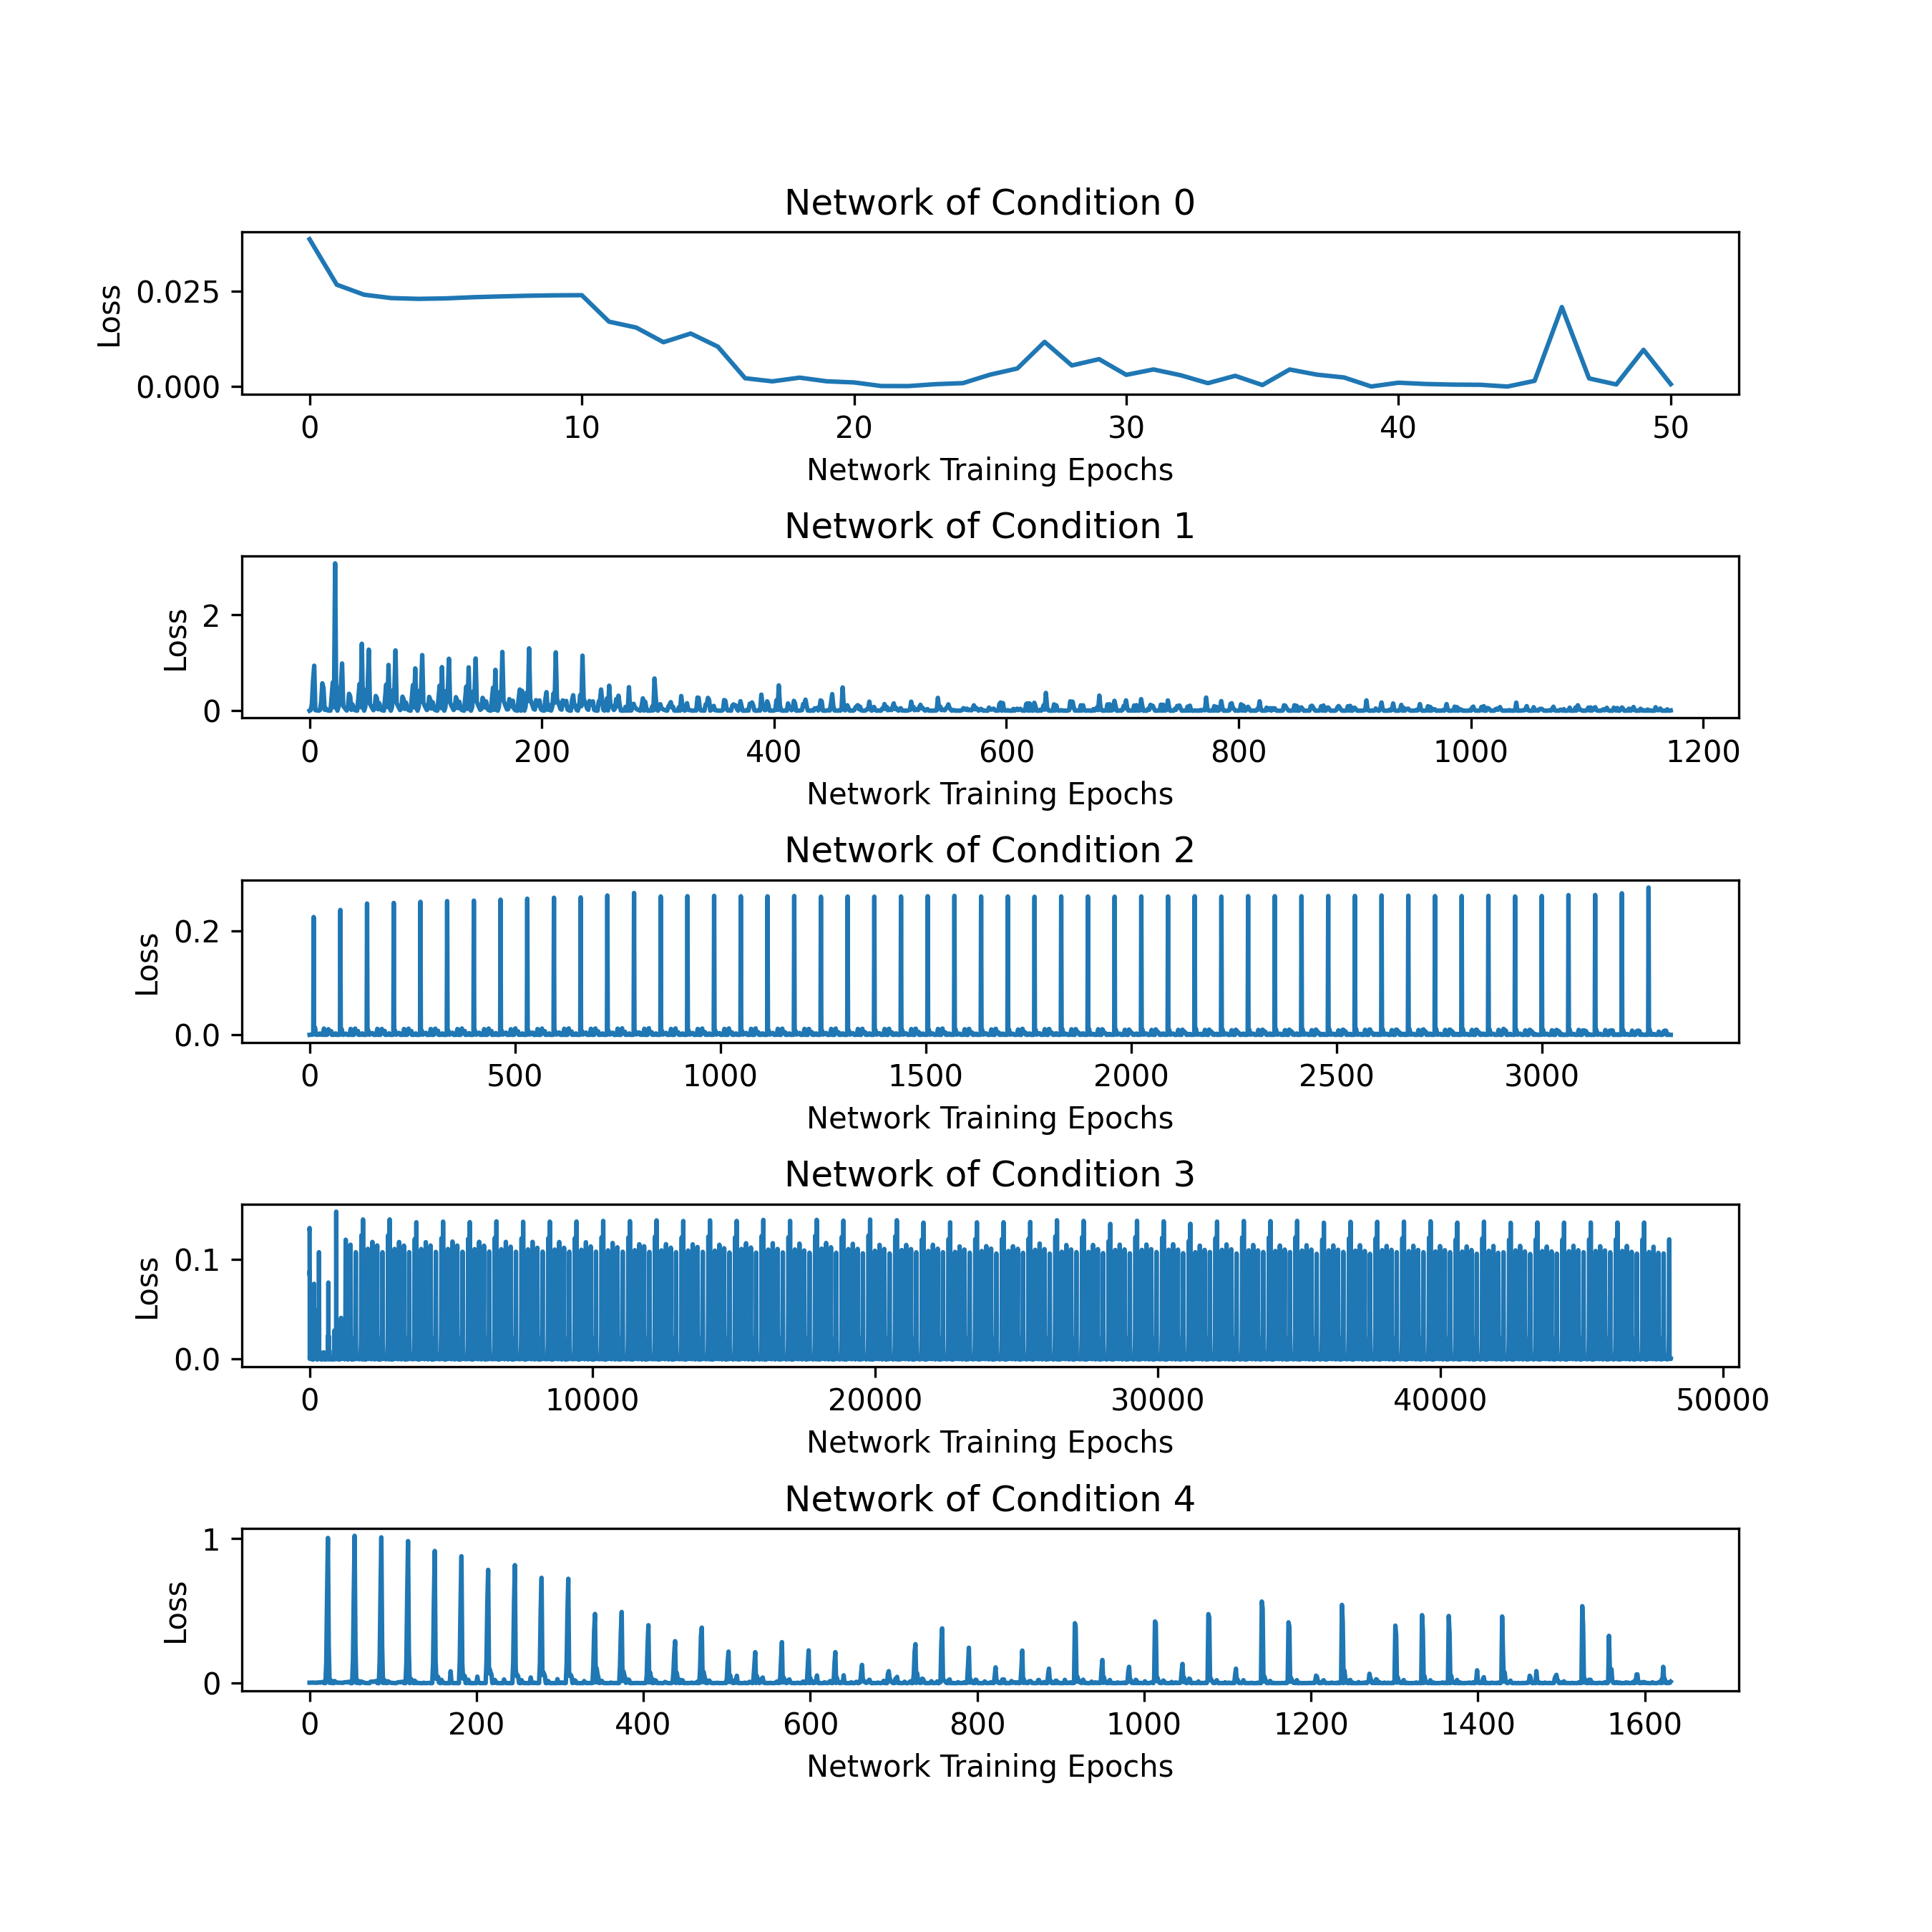 Network of Condition 0
Loss
0.025
0.000
0 10 20 30 40 50
Network Training Epochs
Network of Condition 1
Loss
2
0
0 200 400 600 800 1000 1200
Network Training Epochs
Network of Condition 2
Loss
0.2
0.0
0 500 1000 1500 2000 2500 3000
Network Training Epochs
Network of Condition 3
Loss
0.1
0.0
0 10000 20000 30000 40000 50000
Network Training Epochs
Network of Condition 4
Loss
1
0
0 200 400 600 800 1000 1200 1400 1600
Network Training Epochs